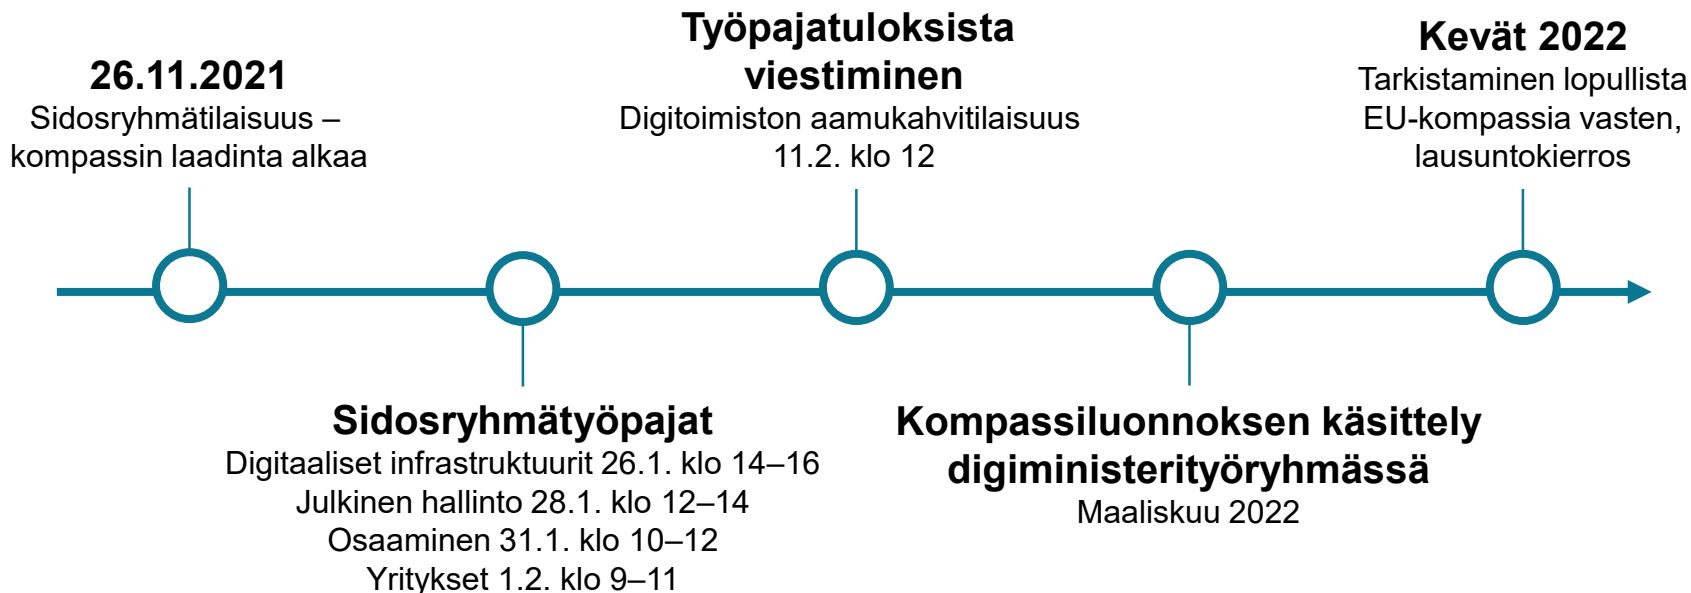 26.11.2021
Sidosryhmätilaisuus –
kompassin laadinta alkaa
Sidosryhmätyöpajat
Digitaaliset infrastruktuurit 26.1. klo 14–16
Julkinen hallinto 28.1. klo 12–14
Osaaminen 31.1. klo 10–12
Yritykset 1.2. klo 9–11
Työpajatuloksista
viestiminen
Digitoimiston aamukahvitilaisuus
11.2. klo 12
Kompassiluonnoksen käsittely
digiministerityöryhmässä
Maaliskuu 2022
Kevät 2022
Tarkistaminen lopullista
EU-kompassia vasten,
lausuntokierros